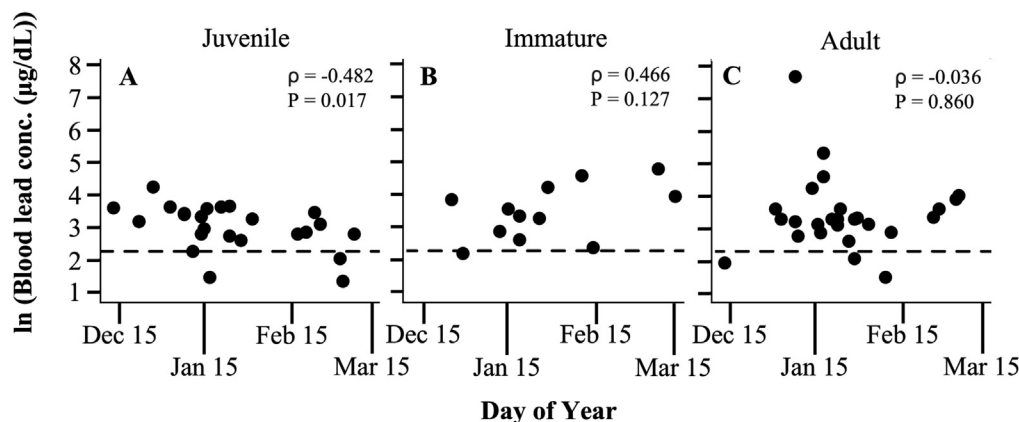 Juvenile
Immature
Adult
ln (Blood lead conc. (µg/dL))
8
7
6
5
4
3
2
1
A
ρ = -0.482
P = 0.017
B
ρ = 0.466
P = 0.127
C
ρ = -0.036
P = 0.860
Dec 15
Jan 15
Feb 15
Mar 15
Dec 15
Jan 15
Feb 15
Mar 15
Dec 15
Jan 15
Feb 15
Mar 15
Day of Year